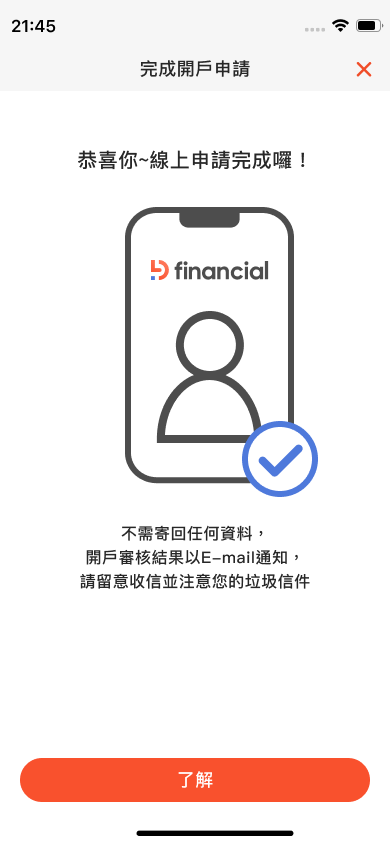 21:45
完成開戶申請
恭喜你~線上申請完成囉！
financial
不需寄回任何資料，
開戶審核結果以E-mail通知，
請留意收信並注意您的垃圾信件
了解